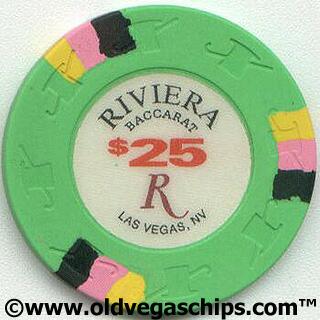 RIVIERA
BACCARAT
$25
R
LAS VEGAS, NV
©www.oldvegaschips.com™